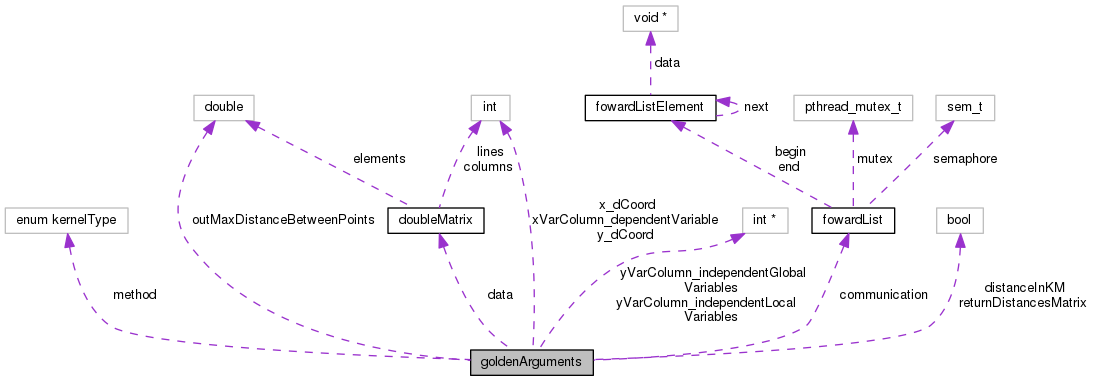 void *
data
double
int
fowardListElement
next
pthread_mutex_t
sem_t
elements
lines
columns
begin
end
mutex
semaphore
enum kernelType
outMaxDistanceBetweenPoints
doubleMatrix
x_dCoord
xVarColumn_dependentVariable
y_dCoord
int *
fowardList
bool
method
data
yVarColumn_independentGlobal
Variables
yVarColumn_independentLocal
Variables
communication
distanceInKM
returnDistancesMatrix
goldenArguments